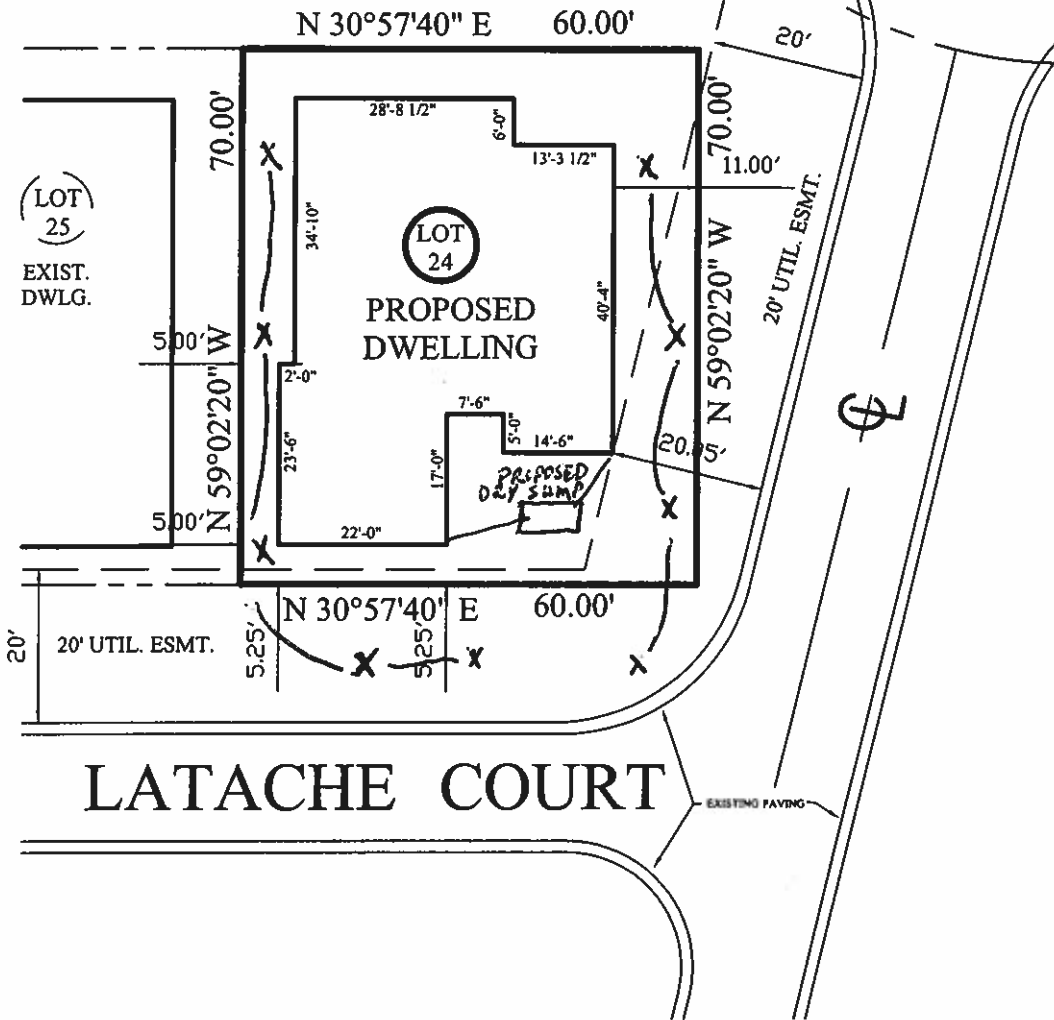 N 30°57'40" E 60.00'
20'
70.00'
28'-8 1/2"
6'-0"
13'-3 1/2"
70.00'
11.00'
LOT
25
EXIST.
DWLG.
34'-10"
LOT
24
PROPOSED
DWELLING
40'-4"
N 59°02'20" W
20' UTIL. ESMT.
5.00'
N 59°02'20" W
2'-0"
7'-6"
5'-0"
14'-6"
20.85'
23'-6"
17'-0"
PROPOSED
DRY SUMP
5.00'
22'-0"
X
X
X
X
X
X
X
X
X
℄
N 30°57'40" E 60.00'
20'
20' UTIL. ESMT.
5.25'
5.25'
LATACHE COURT
EXISTING PAVING